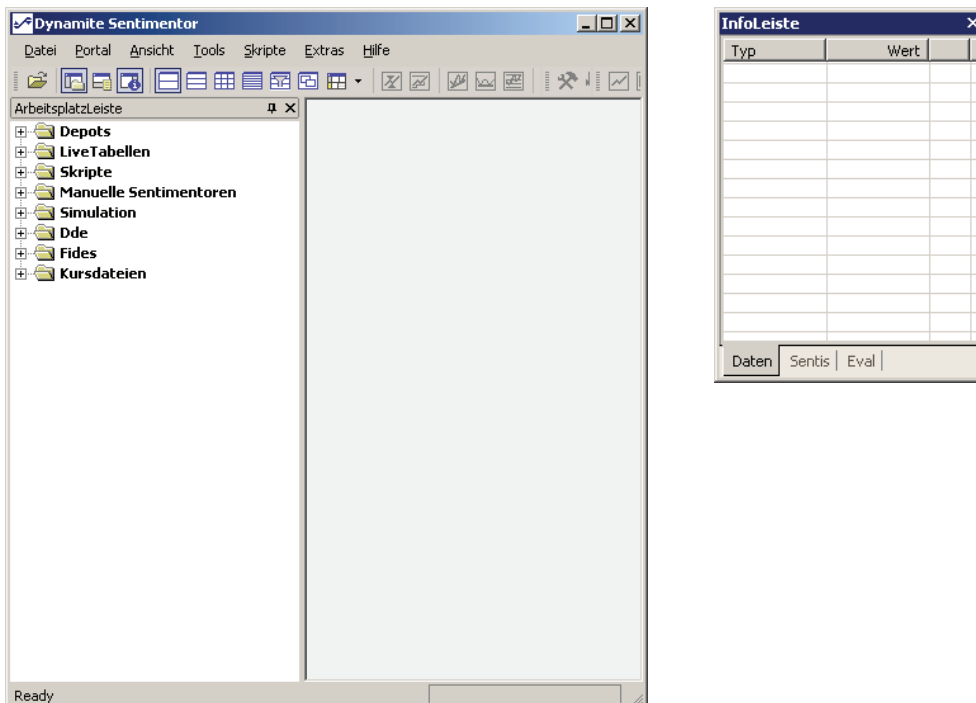 Dynamite Sentimentor
Datei Portal Ansicht Tools Skripte Extras Hilfe
ArbeitsplatzLeiste
Depots
LiveTabellen
Skripte
Manuelle Sentimentoren
Simulation
Dde
Fides
Kursdateien
Ready
InfoLeiste
Typ Wert
Daten Sentis Eval